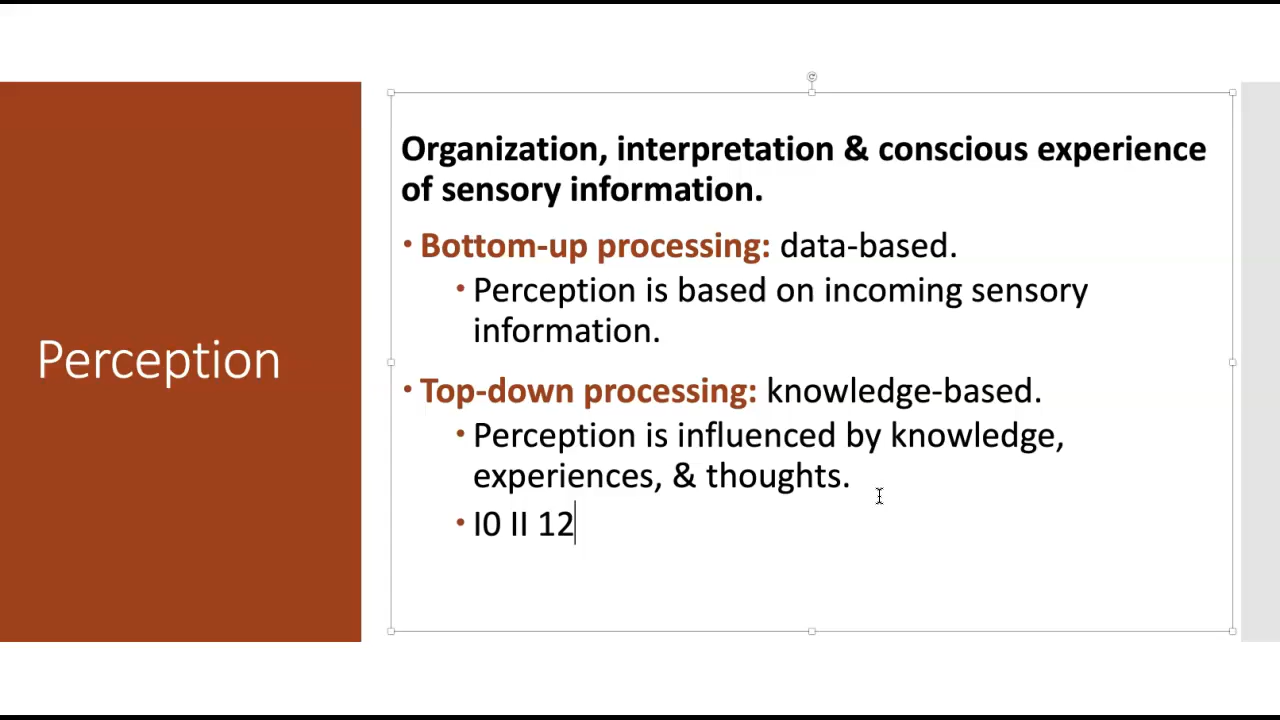 Perception
Organization, interpretation & conscious experience
of sensory information.
• Bottom-up processing: data-based.
• Perception is based on incoming sensory
information.
• Top-down processing: knowledge-based.
• Perception is influenced by knowledge,
experiences, & thoughts.
• I0 II 12